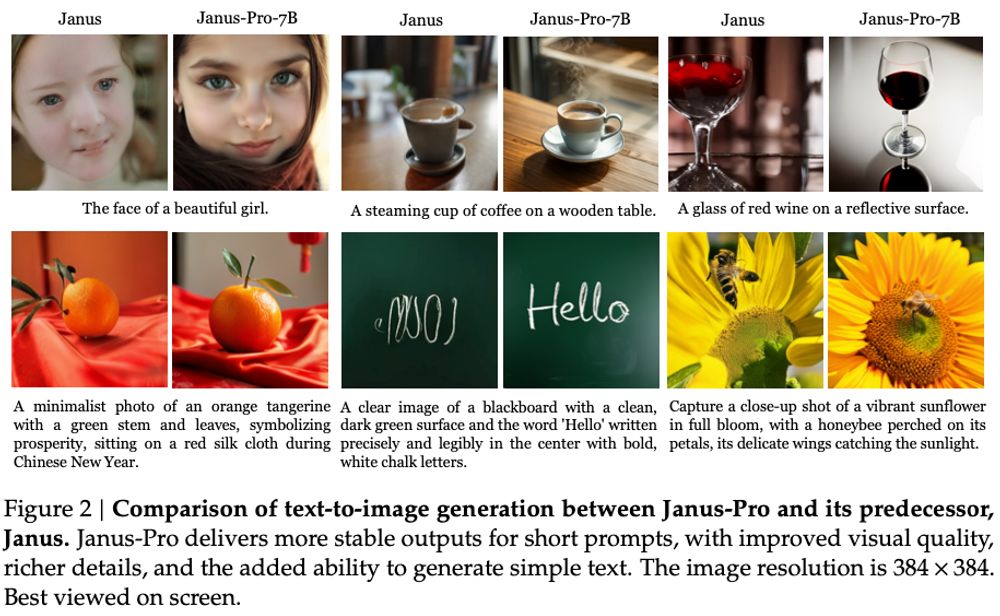 Janus Janus-Pro-7B Janus Janus-Pro-7B Janus Janus-Pro-7B
The face of a beautiful girl.
A steaming cup of coffee on a wooden table.
A glass of red wine on a reflective surface.
Hello
A minimalist photo of an orange tangerine
with a green stem and leaves, symbolizing
prosperity, sitting on a red silk cloth during
Chinese New Year.
A clear image of a blackboard with a clean,
dark green surface and the word 'Hello' written
precisely and legibly in the center with bold,
white chalk letters.
Capture a close-up shot of a vibrant sunflower
in full bloom, with a honeybee perched on its
petals, its delicate wings catching the sunlight.
Figure 2 | Comparison of text-to-image generation between Janus-Pro and its predecessor,
Janus. Janus-Pro delivers more stable outputs for short prompts, with improved visual quality,
richer details, and the added ability to generate simple text. The image resolution is 384 × 384.
Best viewed on screen.